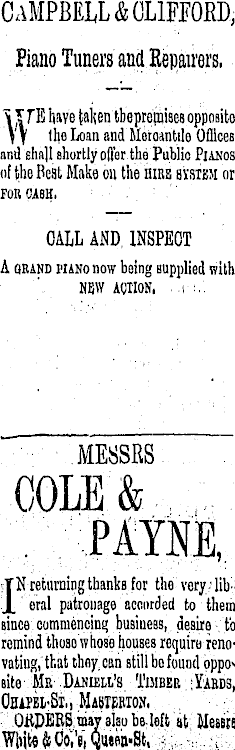 CAMPBELL & CLIFFORD,
Piano Tuners and Repairers.
WE have taken the premises opposite
the Loan and Mercantile Offices
and shall shortly offer the Public PIANOS
of the Best Make on the HIRE SYSTEM or
FOR CASH.
CALL AND INSPECT
A GRAND PIANO now being supplied with
NEW ACTION.
MESSRS
COLE &
PAYNE,
IN returning thanks for the very lib-
eral patronage accorded to them
since commencing business, desire to
remind those whose houses require reno-
vating, that they can still be found oppo-
site MR DANIELL'S TIMBER YARDS,
CHAPEL-ST., MASTERTON.
ORDERS may also be left at Messrs
White & Co.'s, Queen-St.